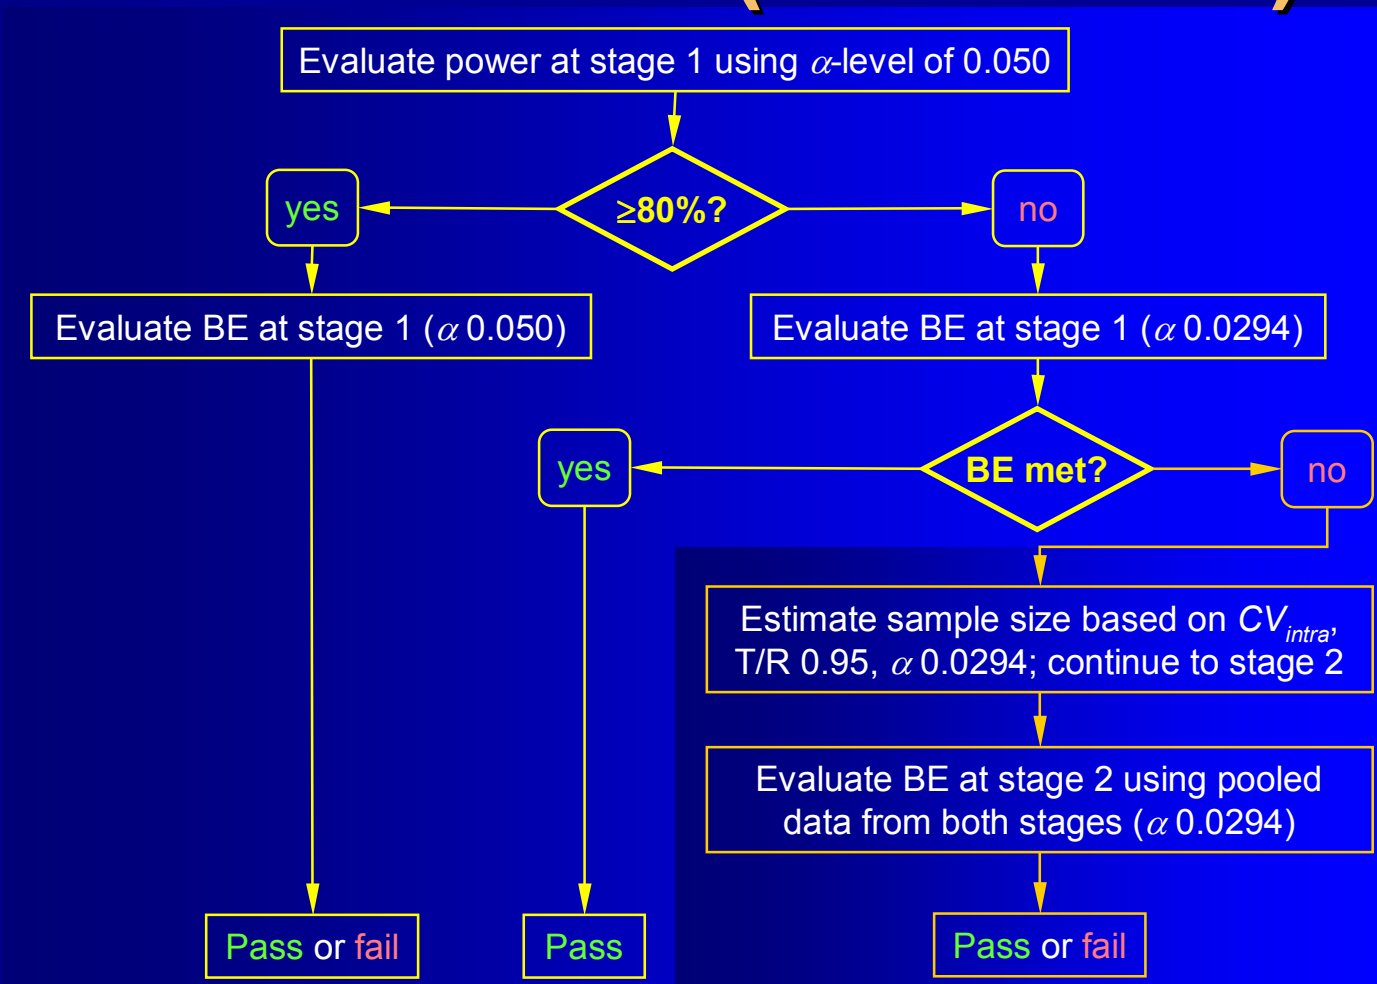 Evaluate power at stage 1 using α-level of 0.050
yes
≥80%?
no
Evaluate BE at stage 1 (α 0.050)
Evaluate BE at stage 1 (α 0.0294)
yes
BE met?
no
Estimate sample size based on CVintra,
T/R 0.95, α 0.0294; continue to stage 2
Evaluate BE at stage 2 using pooled
data from both stages (α 0.0294)
Pass or fail
Pass
Pass or fail